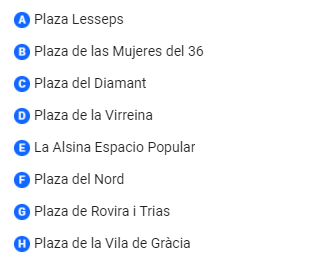 A Plaza Lesseps
B Plaza de las Mujeres del 36
C Plaza del Diamant
D Plaza de la Virreina
E La Alsina Espacio Popular
F Plaza del Nord
G Plaza de Rovira i Trias
H Plaza de la Vila de Gràcia